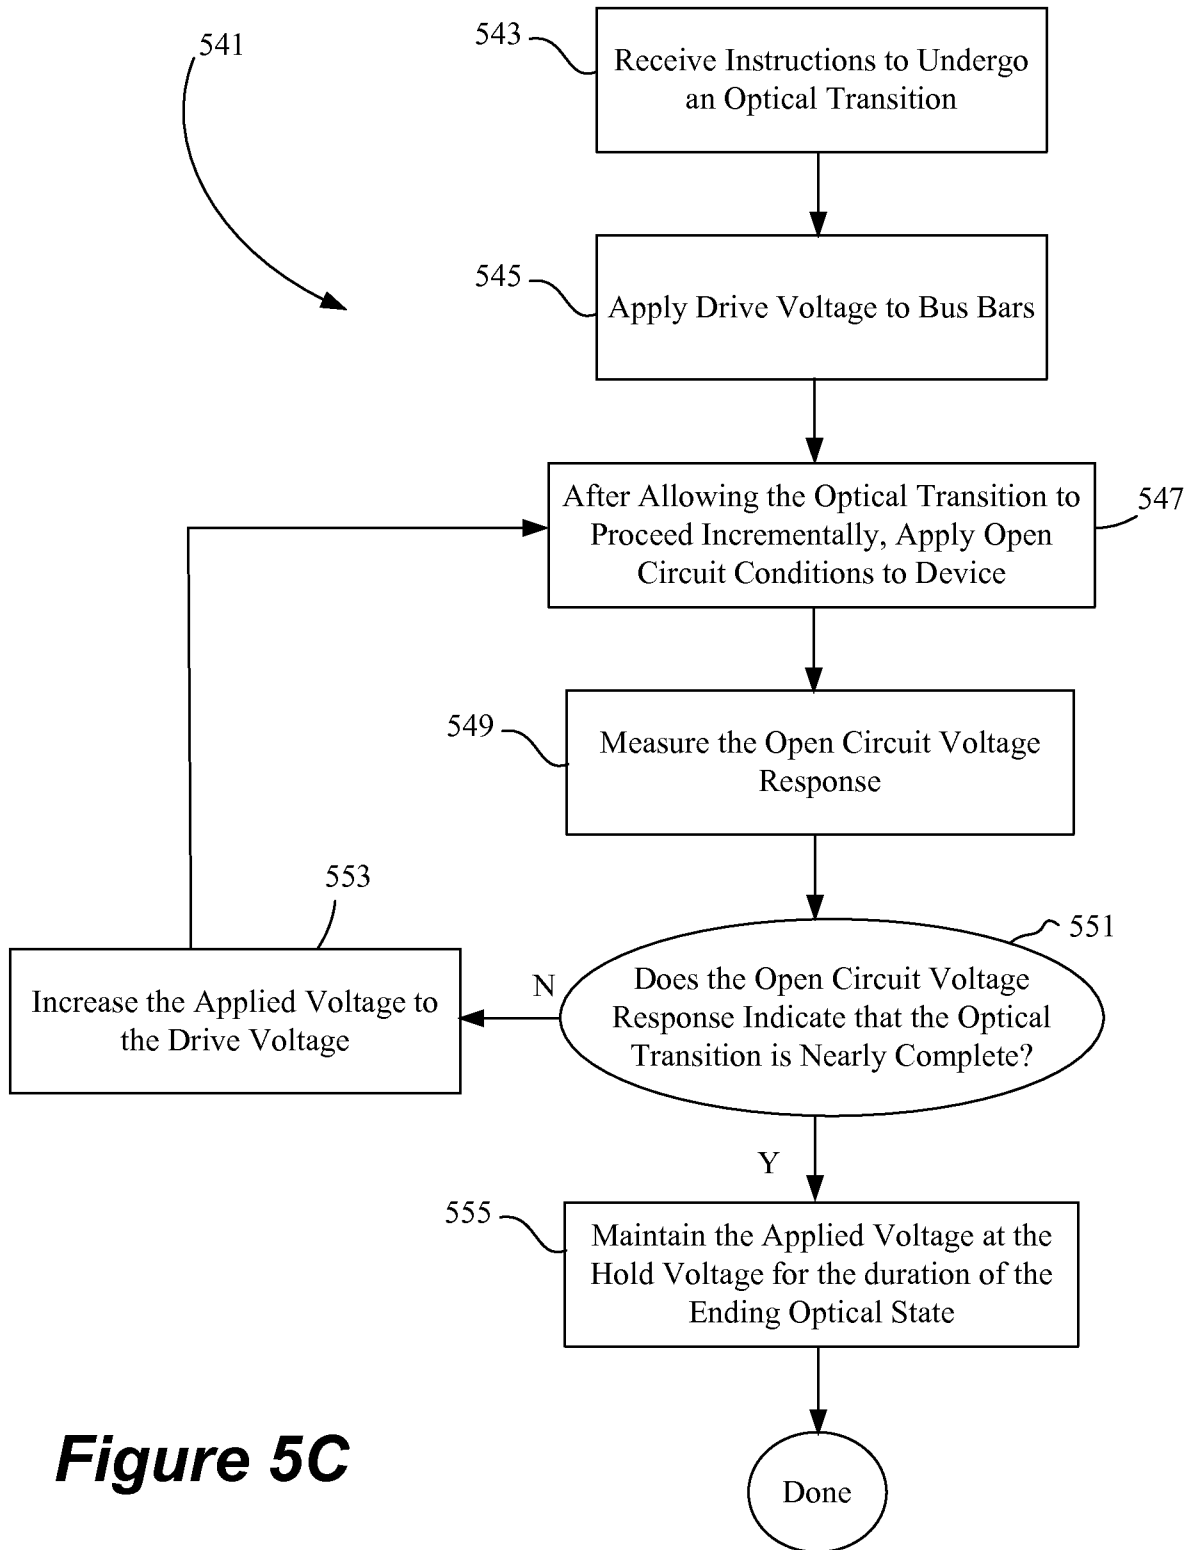 541
543
Receive Instructions to Undergo
an Optical Transition
545
Apply Drive Voltage to Bus Bars
After Allowing the Optical Transition to
Proceed Incrementally, Apply Open
Circuit Conditions to Device
547
549
Measure the Open Circuit Voltage
Response
553
Increase the Applied Voltage to
the Drive Voltage
N
551
Does the Open Circuit Voltage
Response Indicate that the Optical
Transition is Nearly Complete?
Y
555
Maintain the Applied Voltage at the
Hold Voltage for the duration of the
Ending Optical State
Done
Figure 5C